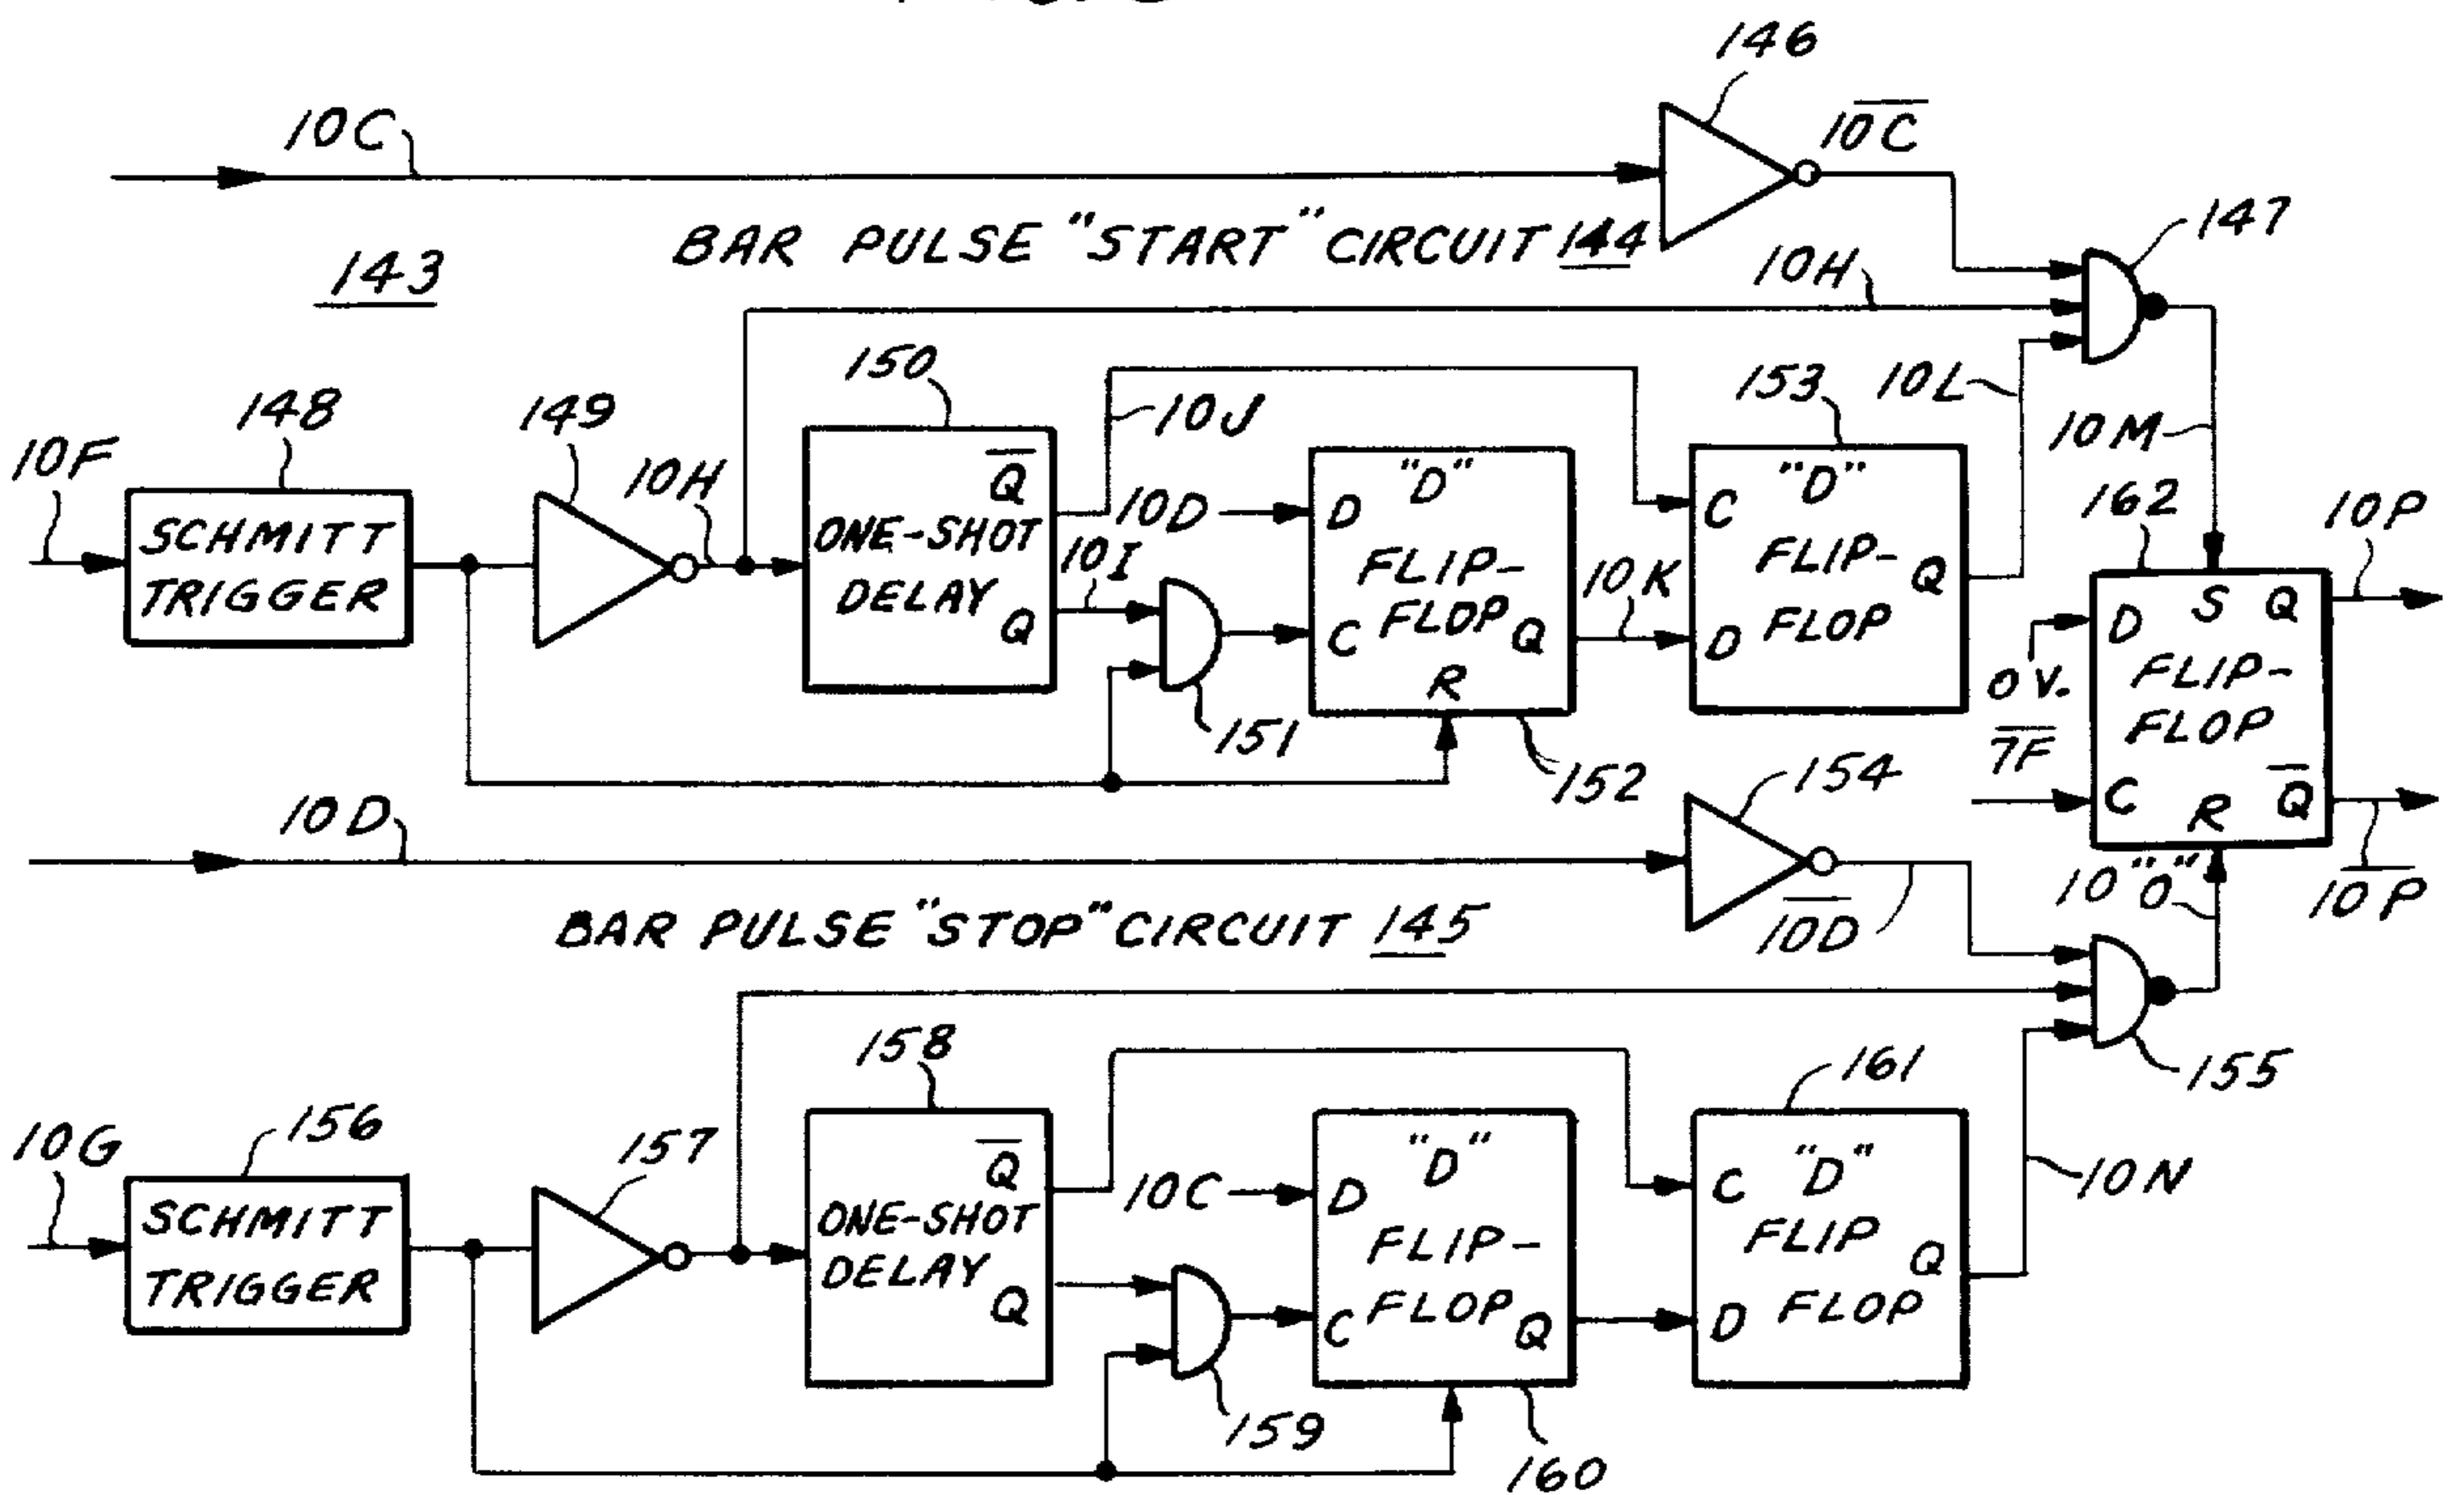 146
10C
10C
147
BAR PULSE "START" CIRCUIT 144
143
10H
150
153
10L
148
149
10J
10M
10F
10H
Q
"D"
"D"
162
10P
SCHMITT
TRIGGER
ONE-SHOT
DELAY
10D
D
C
10I
FLIP-
FLOP
FLIP-
FLOP
Q
10K
Q
C
Q
D
S
Q
D
R
0 V.
FLIP-
FLOP
151
7F
152
154
C
R
Q
10D
10"O"
10P
BAR PULSE "STOP" CIRCUIT 145
10D
158
161
155
156
157
10G
Q
"D"
"D"
10N
SCHMITT
TRIGGER
ONE-SHOT
DELAY
10C
D
C
FLIP-
FLOP
FLIP
FLOP
Q
Q
C
Q
D
159
160